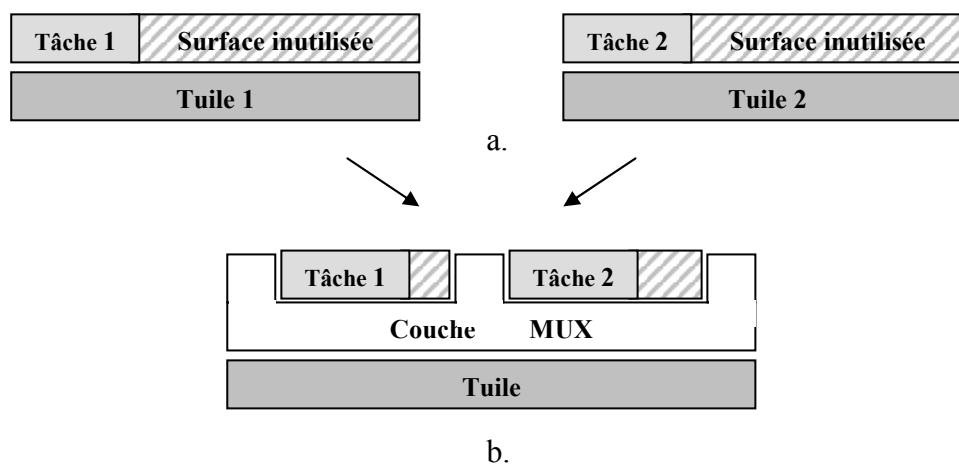 Tâche 1 Surface inutilisée Tâche 2 Surface inutilisée
Tuile 1 Tuile 2
a.
Tâche 1 Tâche 2
Couche MUX
Tuile
b.